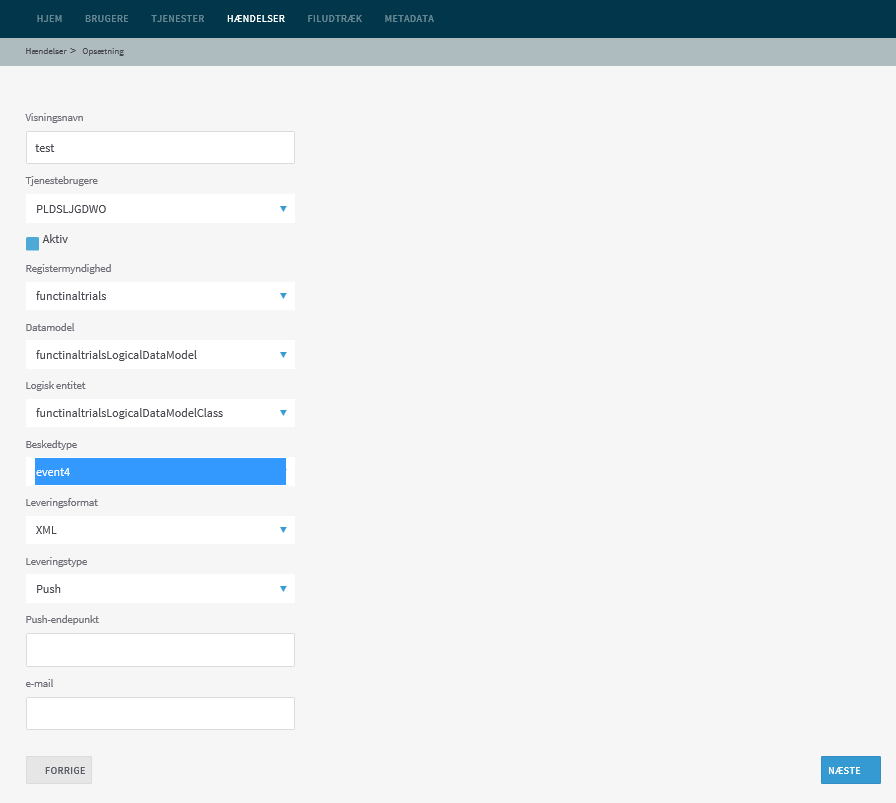 HJEM BRUGERE TJENESTER HÆNDELSER FILUDTRÆK METADATA
Hændelser > Opsætning
Visningsnavn
test
Tjenestebrugere
PLDSLJGDWO
Aktiv
Registermyndighed
functinaltrials
Datamodel
functinaltrialsLogicalDataModel
Logisk entitet
functinaltrialsLogicalDataModelClass
Beskedtype
event4
Leveringsformat
XML
Leveringstype
Push
Push-endepunkt
e-mail
FORRIGE NÆSTE